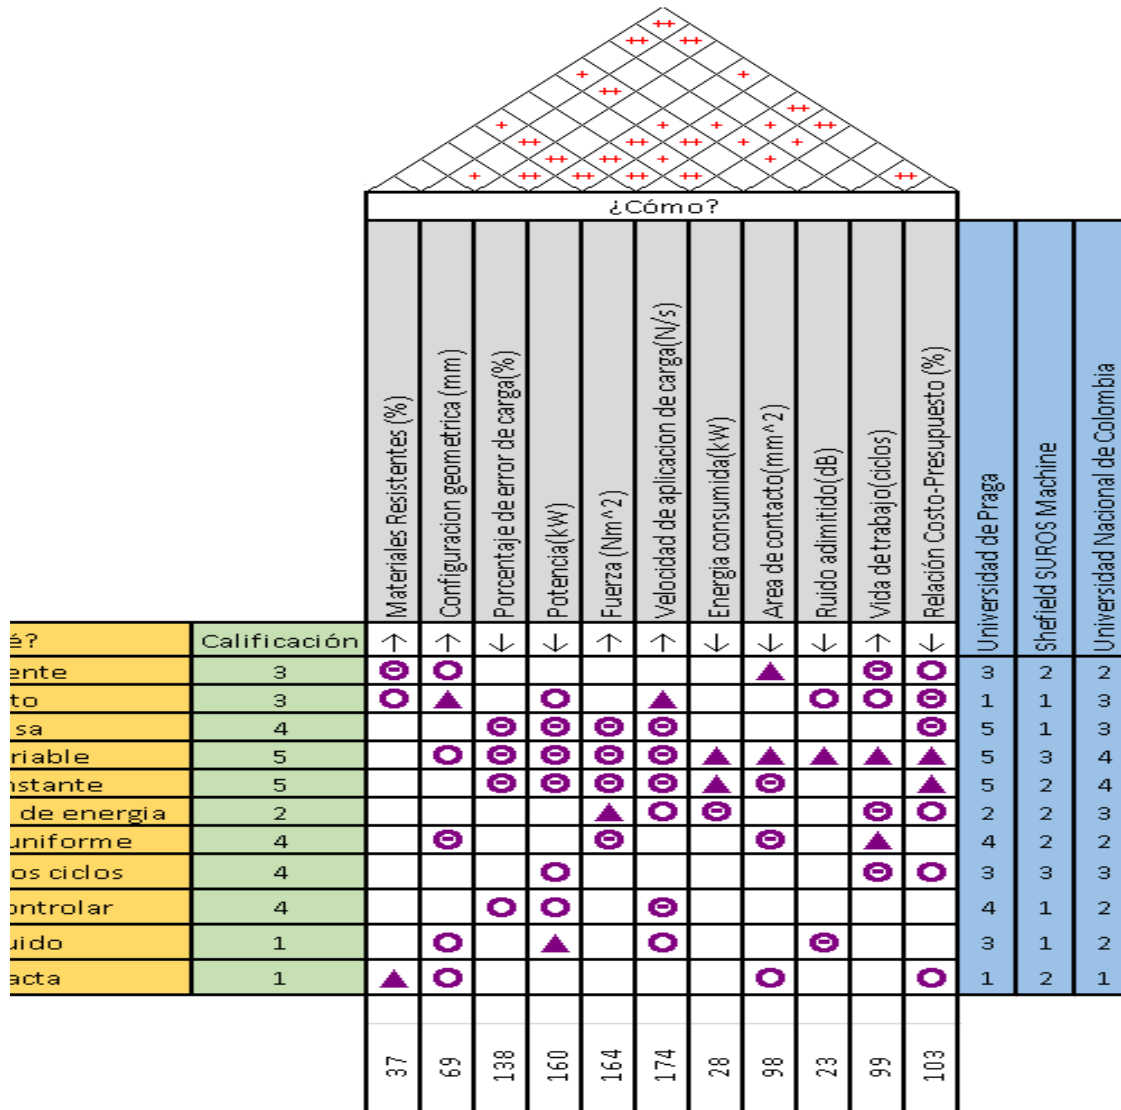 ¿Cómo?
Materiales Resistentes (%)
Configuracion geometrica (mm)
Porcentaje de error de carga(%)
Potencia(kW)
Fuerza (Nm^2)
Velocidad de aplicacion de carga(N/s)
Energia consumida(kW)
Area de contacto(mm^2)
Ruido adimitido(dB)
Vida de trabajo(ciclos)
Relación Costo-Presupuesto (%)
Universidad de Praga
Shefield SUROS Machine
Universidad Nacional de Colombia
é? Calificación ↑ ↑ ↓ ↓ ↑ ↑ ↓ ↓ ↓ ↑ ↓
ente 3 3 2 2
to 3 1 1 3
sa 4 5 1 3
riable 5 5 3 4
nstante 5 5 2 4
de energia 2 2 2 3
uniforme 4 4 2 2
os ciclos 4 3 3 3
ontrolar 4 4 1 2
uido 1 3 1 2
acta 1 1 2 1
37 69 138 160 164 174 28 98 23 99 103